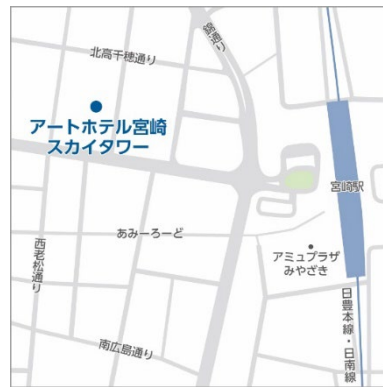 北高千穂通り
錦通り
アートホテル宮崎
スカイタワー
宮崎駅
あみーろーど
西老松通り
アミュプラザ
みやざき
南広島通り
日豊本線・日南線